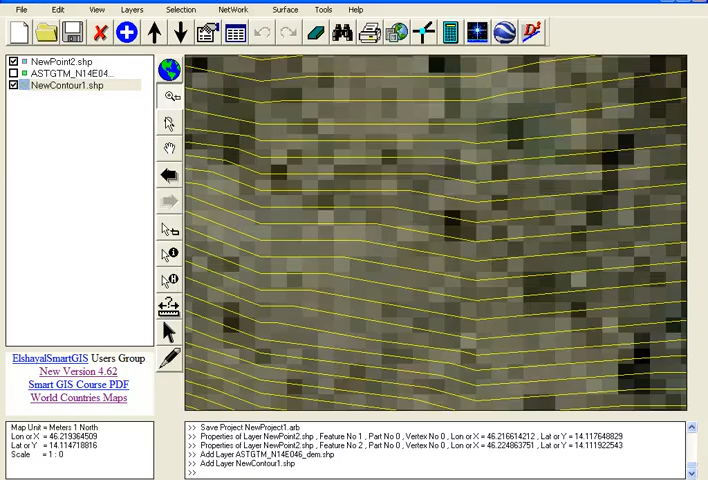 File Edit View Layers Selection NetWork Surface Tools Help
NewPoint2.shp
ASTGTM_N14E04...
NewContour1.shp
ElshayalSmartGIS Users Group
New Version 4.62
Smart GIS Course PDF
World Countries Maps
Map Unit = Meters 1 North
Lon or X = 46.219364509
Lat or Y = 14.114718816
Scale = 1 : 0
>> Save Project NewProject1.arb
>> Properties of Layer NewPoint2.shp , Feature No 1 , Part No 0 , Vertex No 0 , Lon or X = 46.216614212 , Lat or Y = 14.117648829
>> Properties of Layer NewPoint2.shp , Feature No 2 , Part No 0 , Vertex No 0 , Lon or X = 46.224863751 , Lat or Y = 14.111922543
>> Add Layer ASTGTM_N14E046_dem.shp
>> Add Layer NewContour1.shp
>>